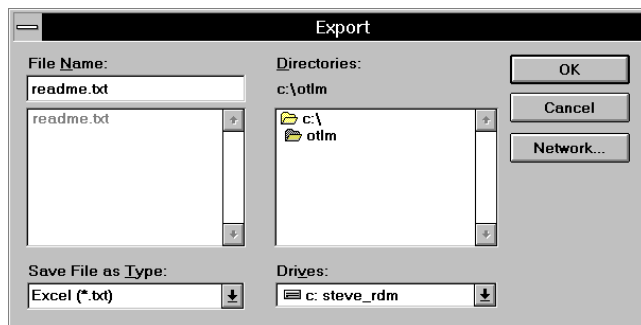 Export
File Name:
readme.txt
readme.txt
Directories:
c:\otlm
c:\
otlm
OK
Cancel
Network...
Save File as Type:
Excel (*.txt)
Drives:
c: steve_rdm